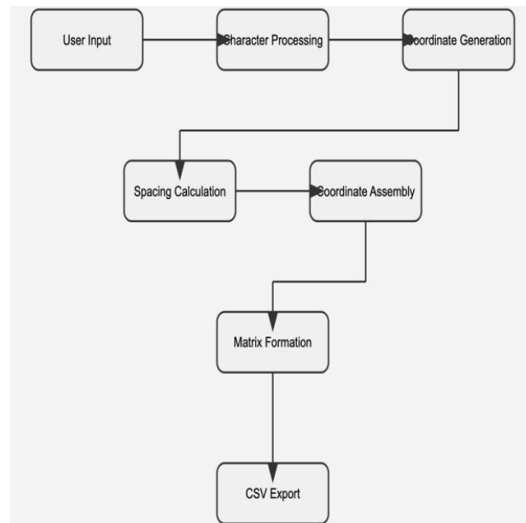 User Input
Character Processing
Coordinate Generation
Spacing Calculation
Coordinate Assembly
Matrix Formation
CSV Export